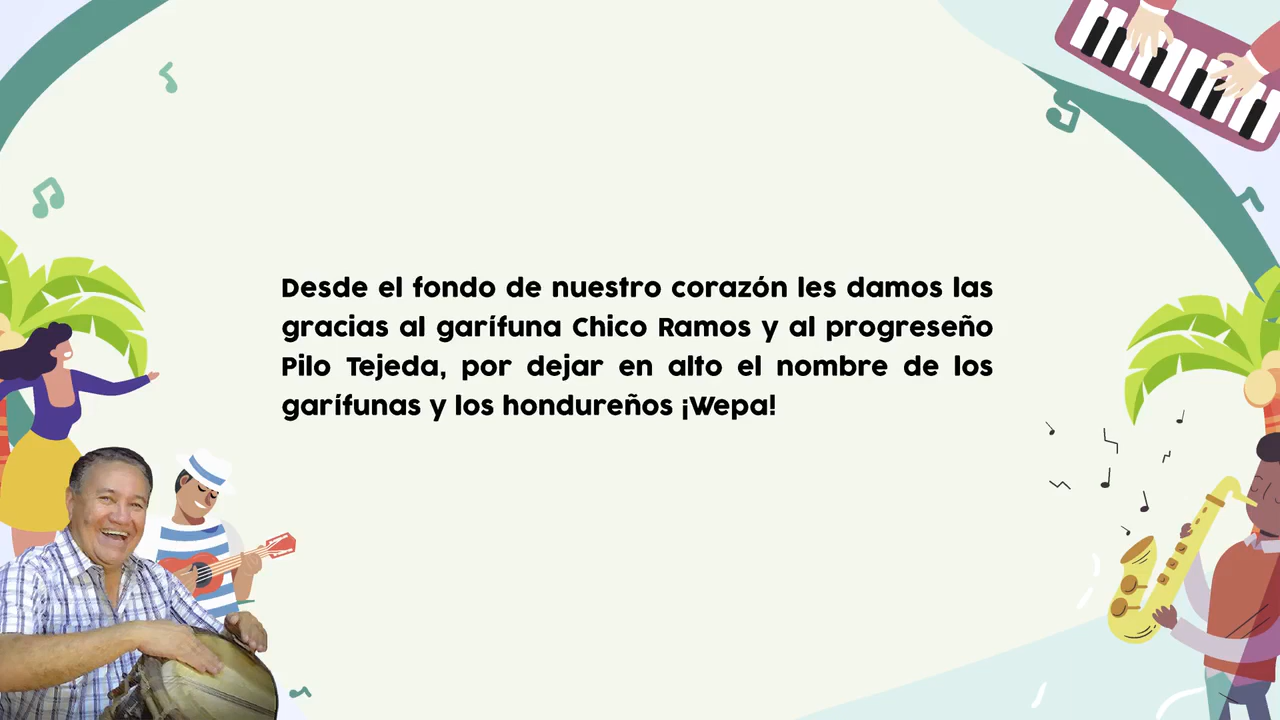 Desde el fondo de nuestro corazón les damos las
gracias al garífuna Chico Ramos y al progreseño
Pilo Tejeda, por dejar en alto el nombre de los
garífunas y los hondureños ¡Wepa!